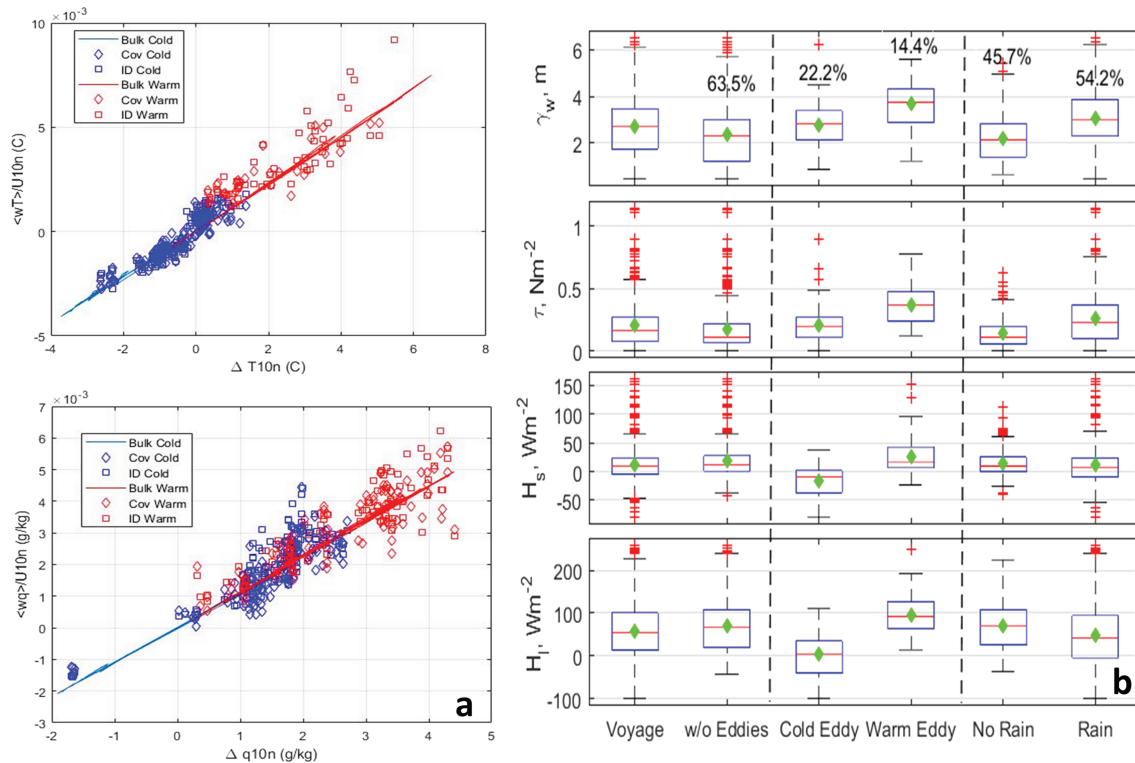 × 10⁻³
10
5
0
-5
<wT>/U10n (C)
Bulk Cold
Cov Cold
ID Cold
Bulk Warm
Cov Warm
ID Warm
-4
-2
0
2
4
6
8
Δ T10n (C)
× 10⁻³
7
6
5
4
3
2
1
0
-1
-2
-3
<wq>/U10n (g/kg)
Bulk Cold
Cov Cold
ID Cold
Bulk Warm
Cov Warm
ID Warm
-2
-1
0
1
2
3
4
5
Δ q10n (g/kg)
a
γw, m
6
4
2
63.5%
22.2%
14.4%
45.7%
54.2%
τ, Nm⁻²
1
0.5
0
Hs, Wm⁻²
150
100
50
0
-50
Hl, Wm⁻²
200
100
0
-100
Voyage
w/o Eddies
Cold Eddy
Warm Eddy
No Rain
Rain
b